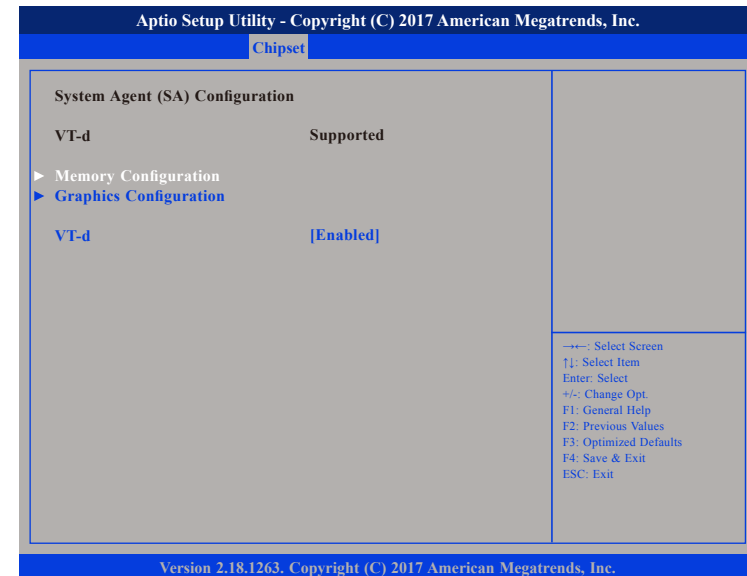 Aptio Setup Utility - Copyright (C) 2017 American Megatrends, Inc.
Chipset
System Agent (SA) Configuration
VT-d Supported
► Memory Configuration
► Graphics Configuration
VT-d [Enabled]
→←: Select Screen
↑↓: Select Item
Enter: Select
+/-: Change Opt.
F1: General Help
F2: Previous Values
F3: Optimized Defaults
F4: Save & Exit
ESC: Exit
Version 2.18.1263. Copyright (C) 2017 American Megatrends, Inc.